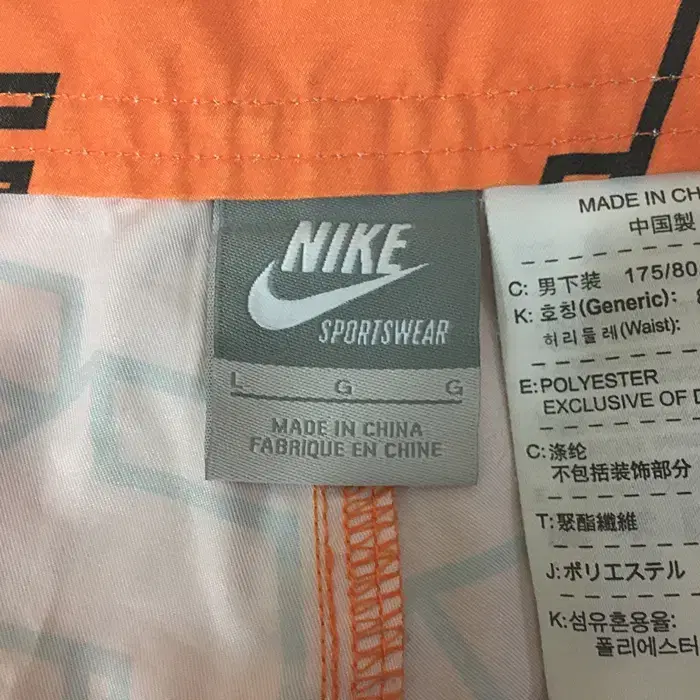 NIKE
SPORTSWEAR
L G G
MADE IN CHINA
FABRIQUE EN CHINE
MADE IN CH
中国製
C: 男下装 175/80
K: 호칭(Generic):
허리둘레(Waist):
E:POLYESTER
EXCLUSIVE OF D
C:涤纶
不包括装饰部分
T:聚酯纖維
J:ポリエステル
K:섬유혼용율:
폴리에스터